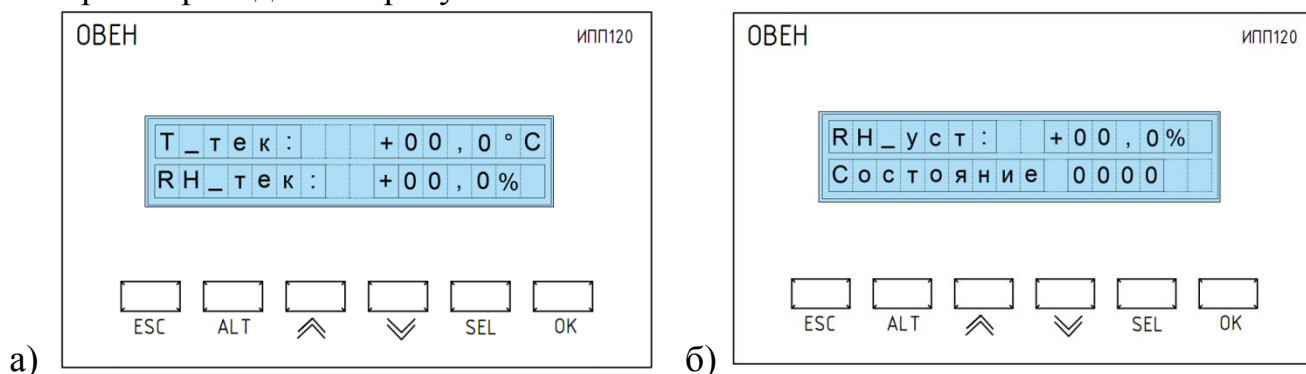 ОВЕН ИПП120
Т_тек: +00,0°C
RH_тек: +00,0%
ESC ALT SEL OK
а)
ОВЕН ИПП120
RH_уст: +00,0%
Состояние 0000
ESC ALT SEL OK
б)